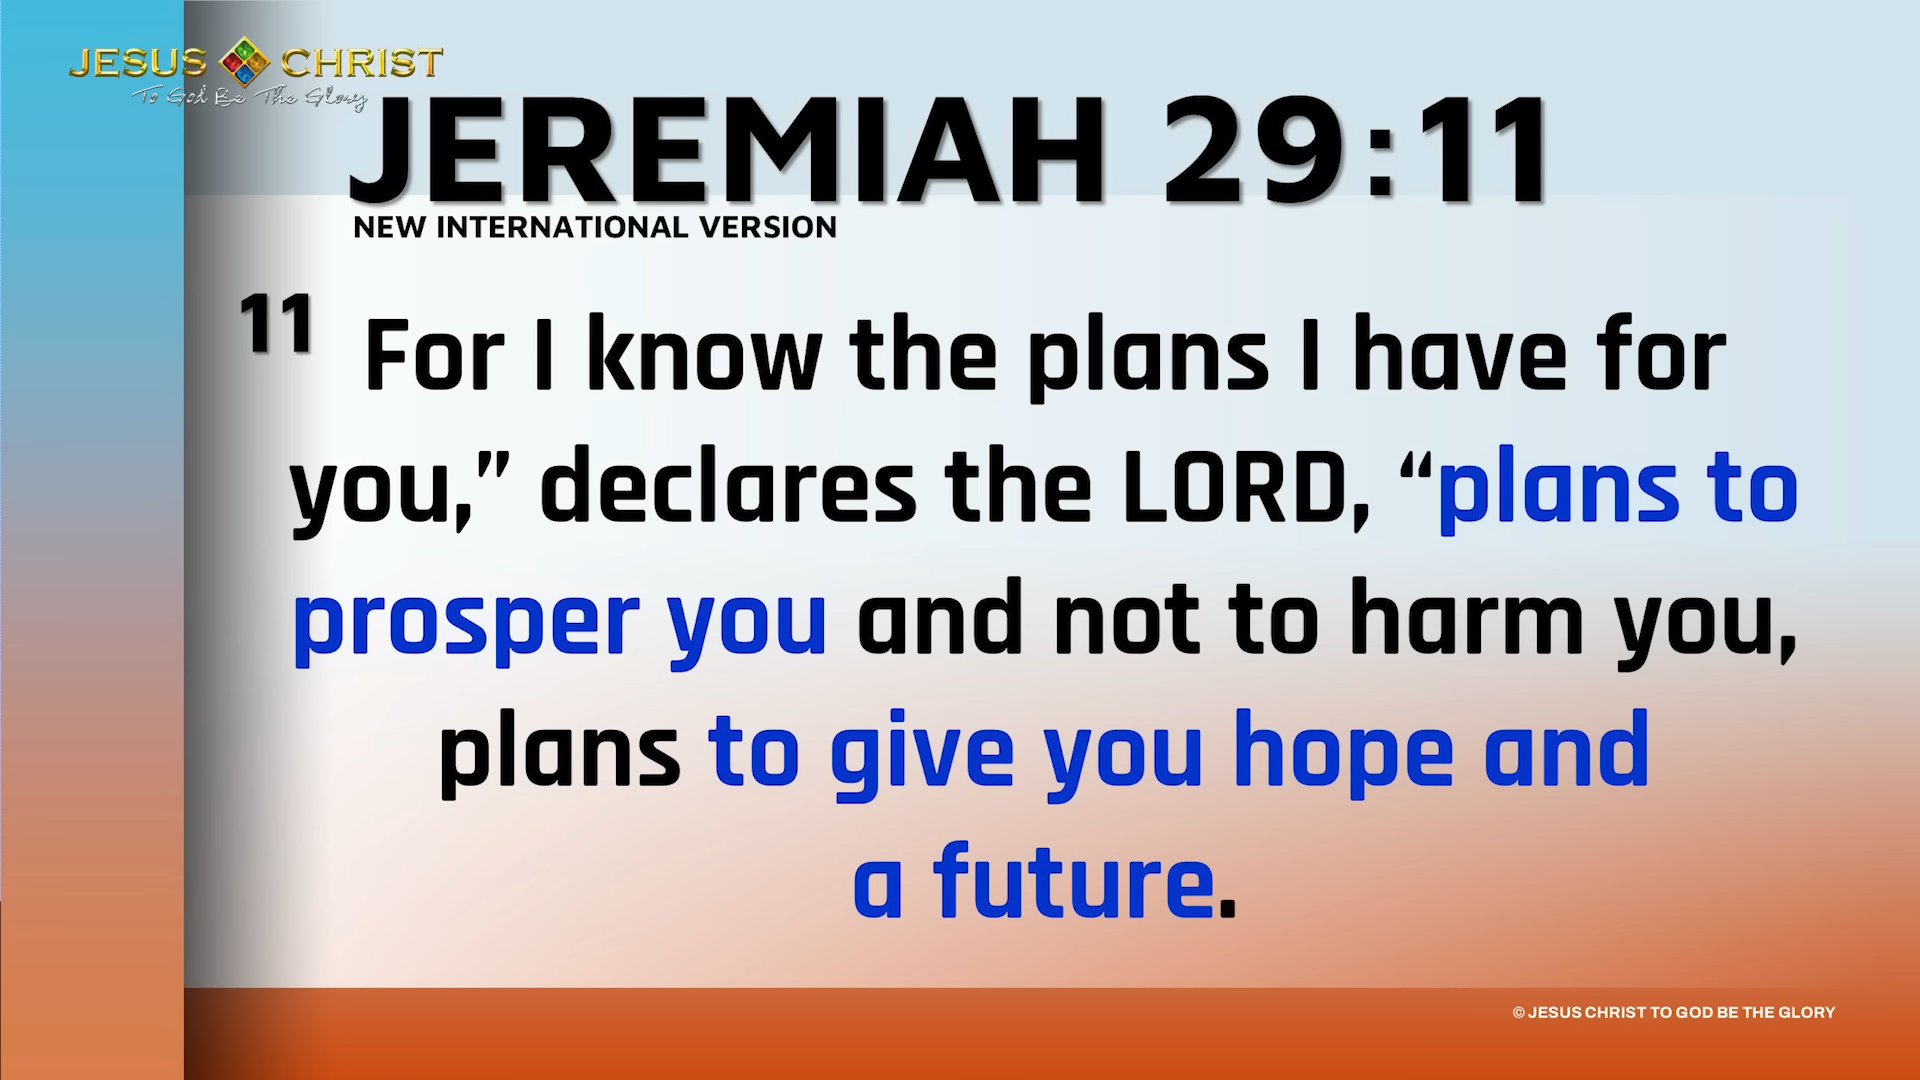 JESUS CHRIST
To God Be The Glory
JEREMIAH 29:11
NEW INTERNATIONAL VERSION
11 For I know the plans I have for
you,” declares the LORD, “plans to
prosper you and not to harm you,
plans to give you hope and
a future.
© JESUS CHRIST TO GOD BE THE GLORY